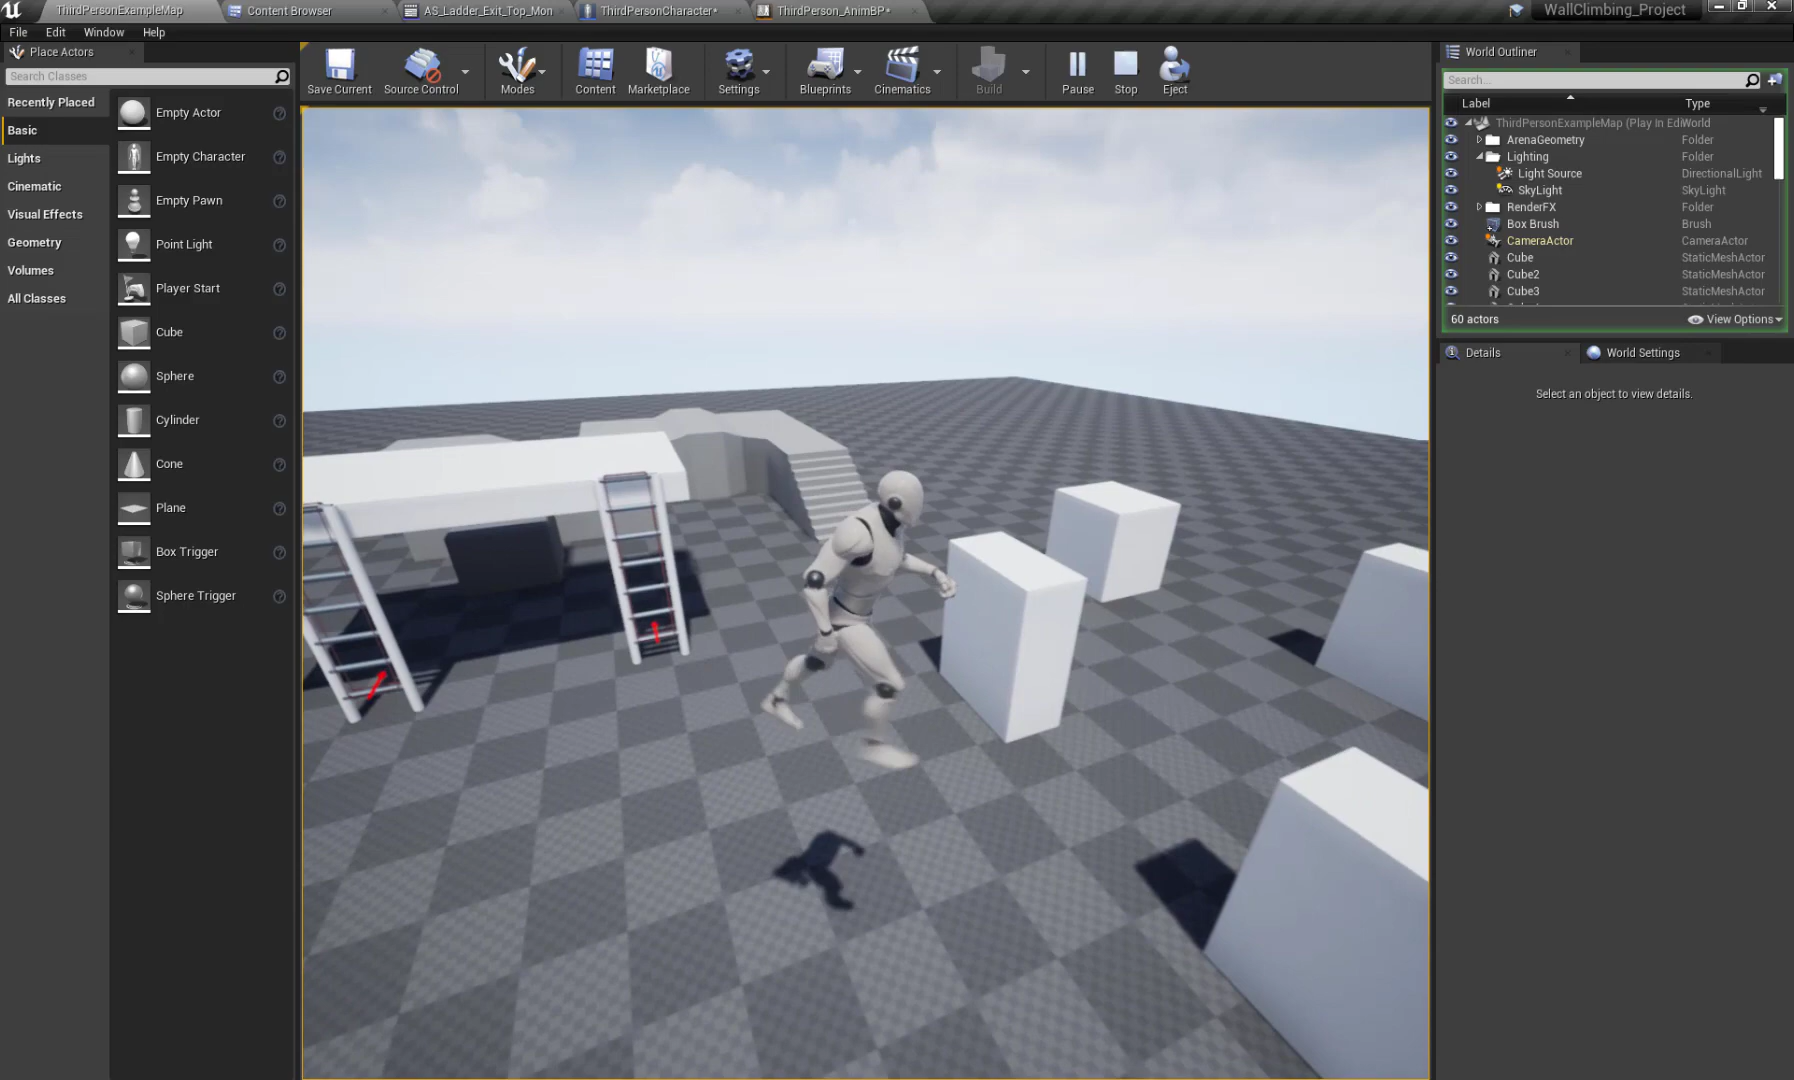 ThirdPersonExampleMap
Content Browser
AS_Ladder_Exit_Top_Mon
ThirdPersonCharacter*
ThirdPerson_AnimBP*
WallClimbing_Project
File Edit Window Help
Place Actors
Search Classes
Recently Placed
Basic
Lights
Cinematic
Visual Effects
Geometry
Volumes
All Classes
Empty Actor
Empty Character
Empty Pawn
Point Light
Player Start
Cube
Sphere
Cylinder
Cone
Plane
Box Trigger
Sphere Trigger
Save Current
Source Control
Modes
Content
Marketplace
Settings
Blueprints
Cinematics
Build
Pause
Stop
Eject
World Outliner
Search...
Label Type
ThirdPersonExampleMap (Play In Edi World
ArenaGeometry Folder
Lighting Folder
Light Source DirectionalLight
SkyLight SkyLight
RenderFX Folder
Box Brush Brush
CameraActor CameraActor
Cube StaticMeshActor
Cube2 StaticMeshActor
Cube3 StaticMeshActor
60 actors View Options
Details
World Settings
Select an object to view details.